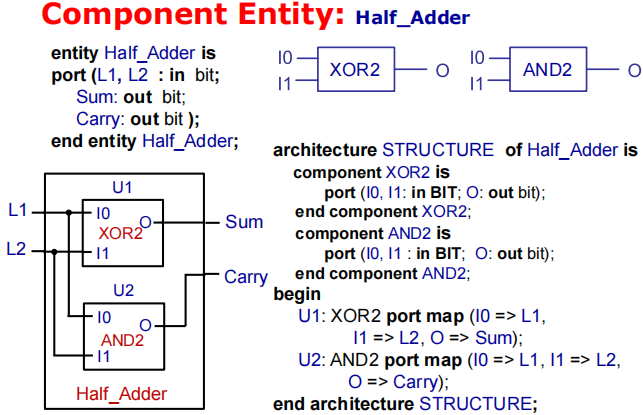 Component Entity: Half_Adder
entity Half_Adder is
port (L1, L2 : in bit;
Sum: out bit;
Carry: out bit );
end entity Half_Adder;
I0
I1
XOR2
O
I0
I1
AND2
O
U1
L1
I0
O
Sum
XOR2
L2
I1
Carry
U2
I0
O
AND2
I1
Half_Adder
architecture STRUCTURE of Half_Adder is
component XOR2 is
port (I0, I1: in BIT; O: out bit);
end component XOR2;
component AND2 is
port (I0, I1 : in BIT; O: out bit);
end component AND2;
begin
U1: XOR2 port map (I0 => L1,
I1 => L2, O => Sum);
U2: AND2 port map (I0 => L1, I1 => L2,
O => Carry);
end architecture STRUCTURE;